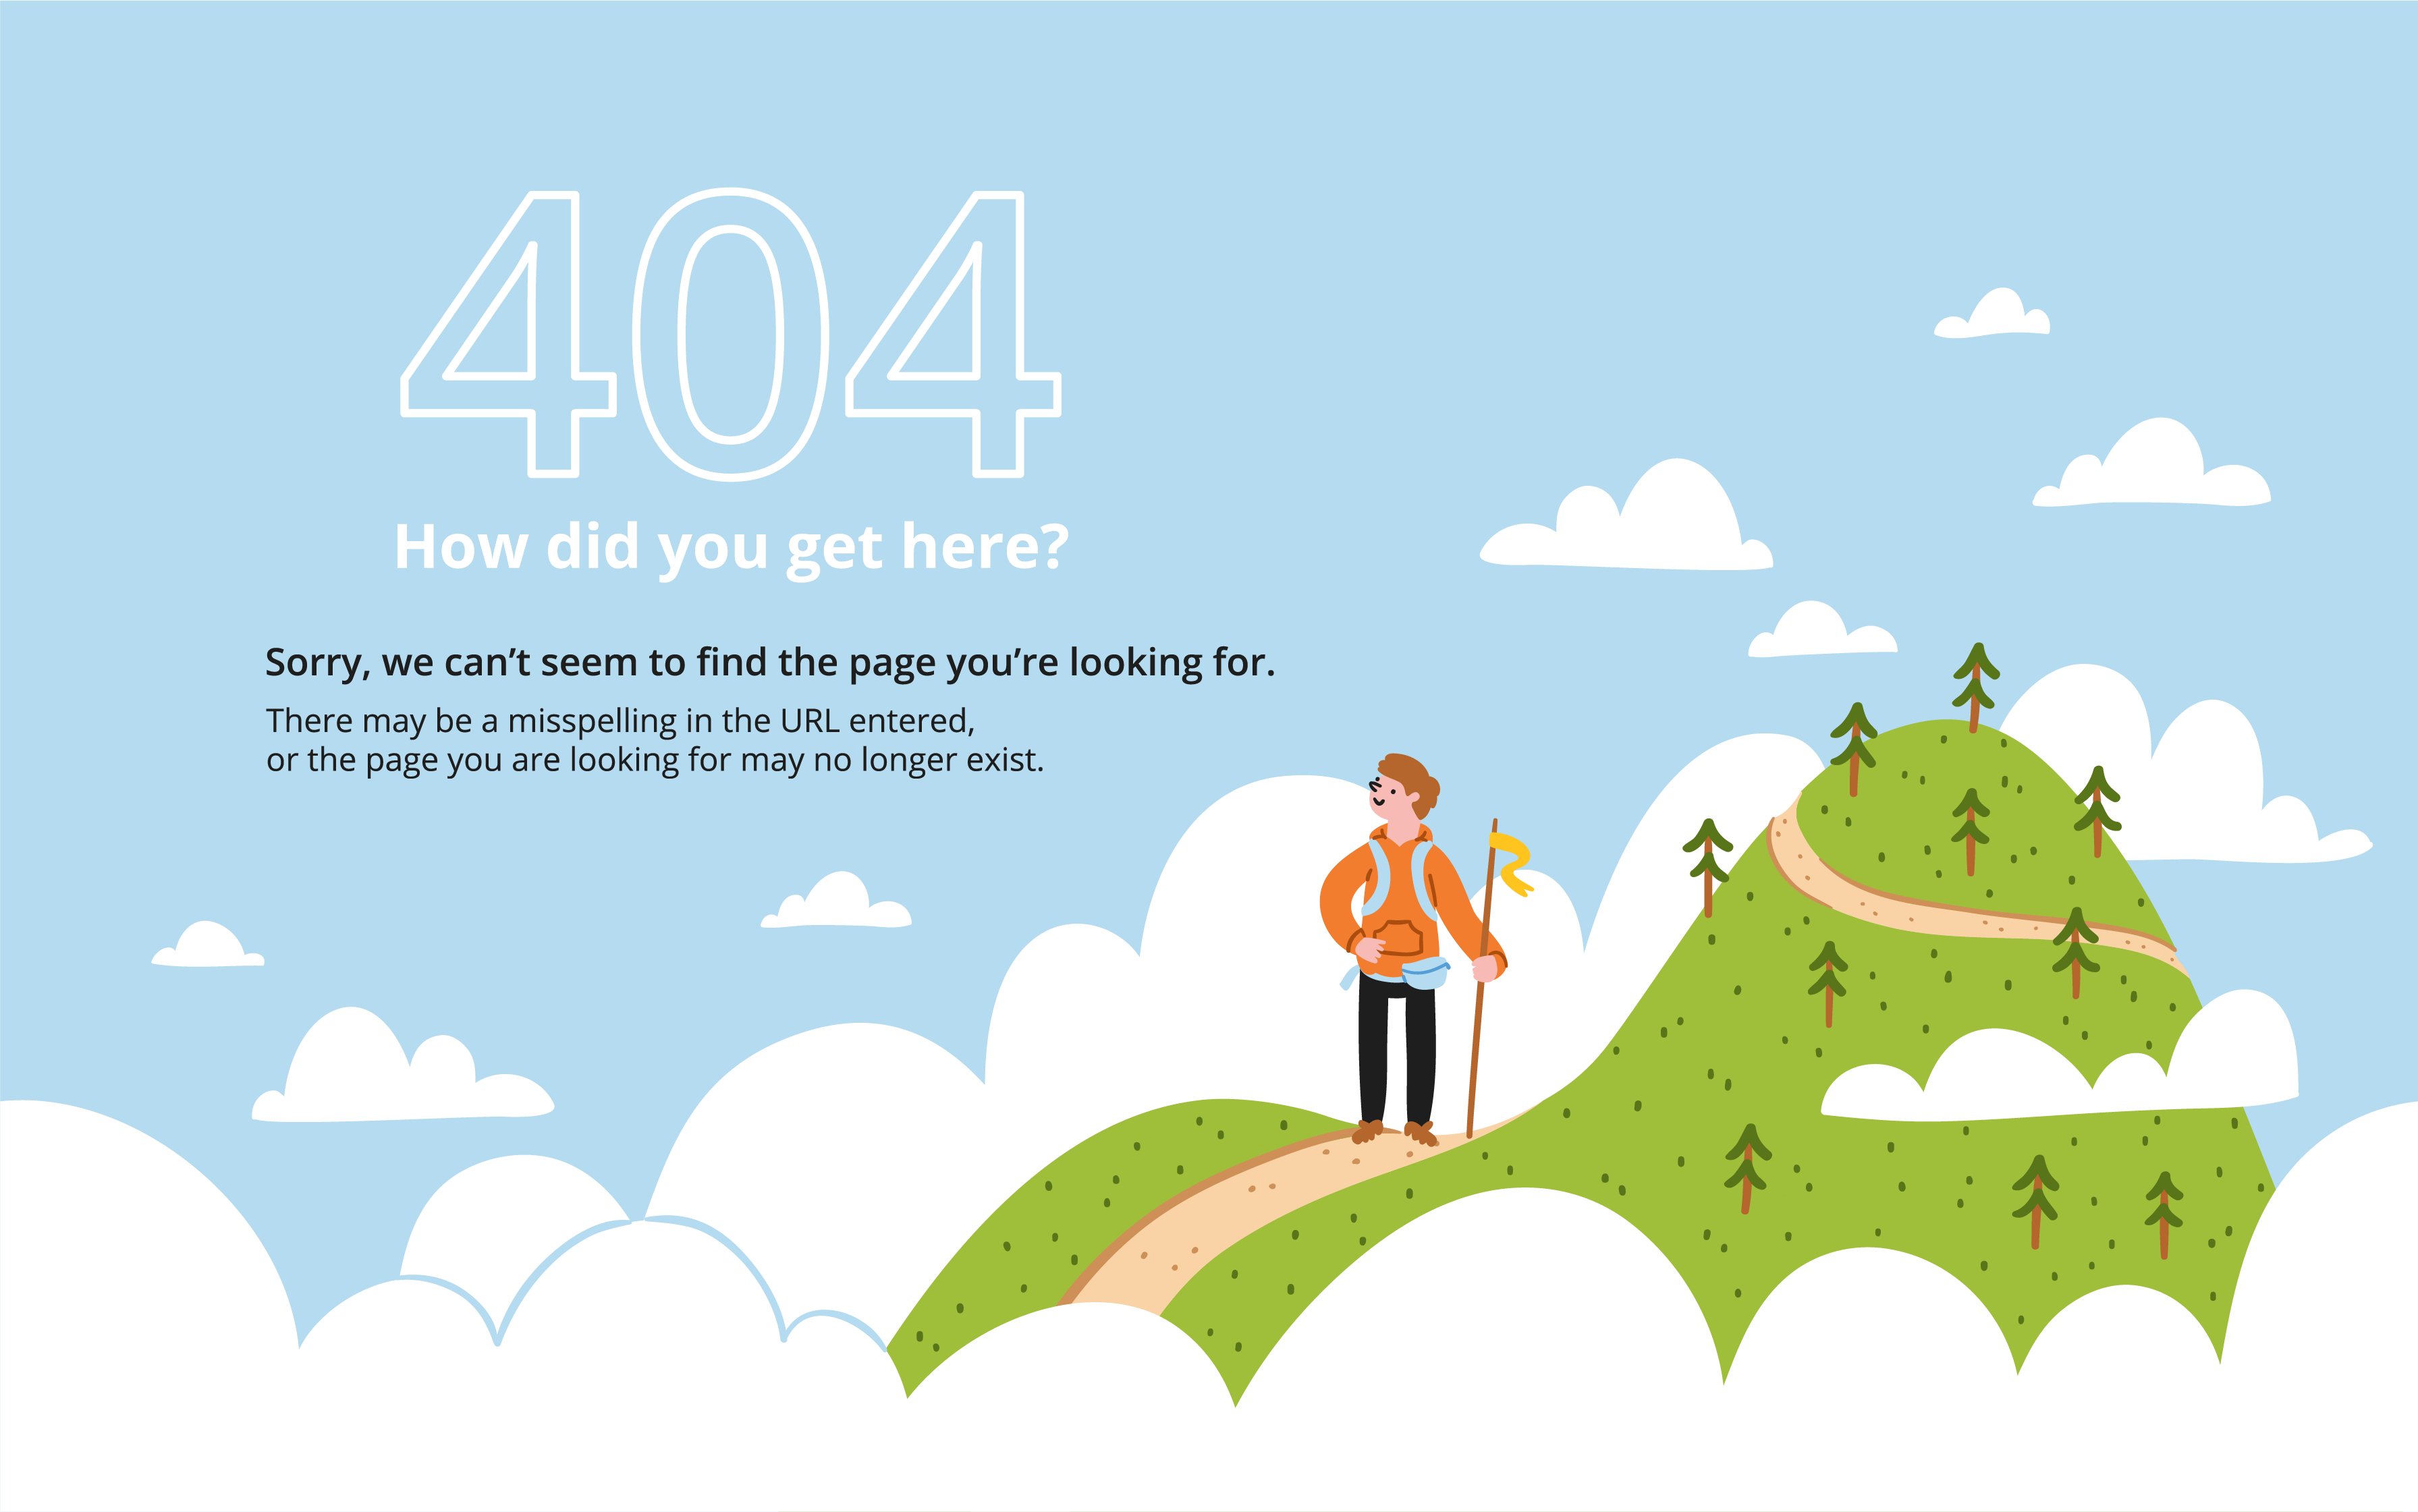 404
How did you get here?
Sorry, we can’t seem to find the page you’re looking for.
There may be a misspelling in the URL entered,
or the page you are looking for may no longer exist.